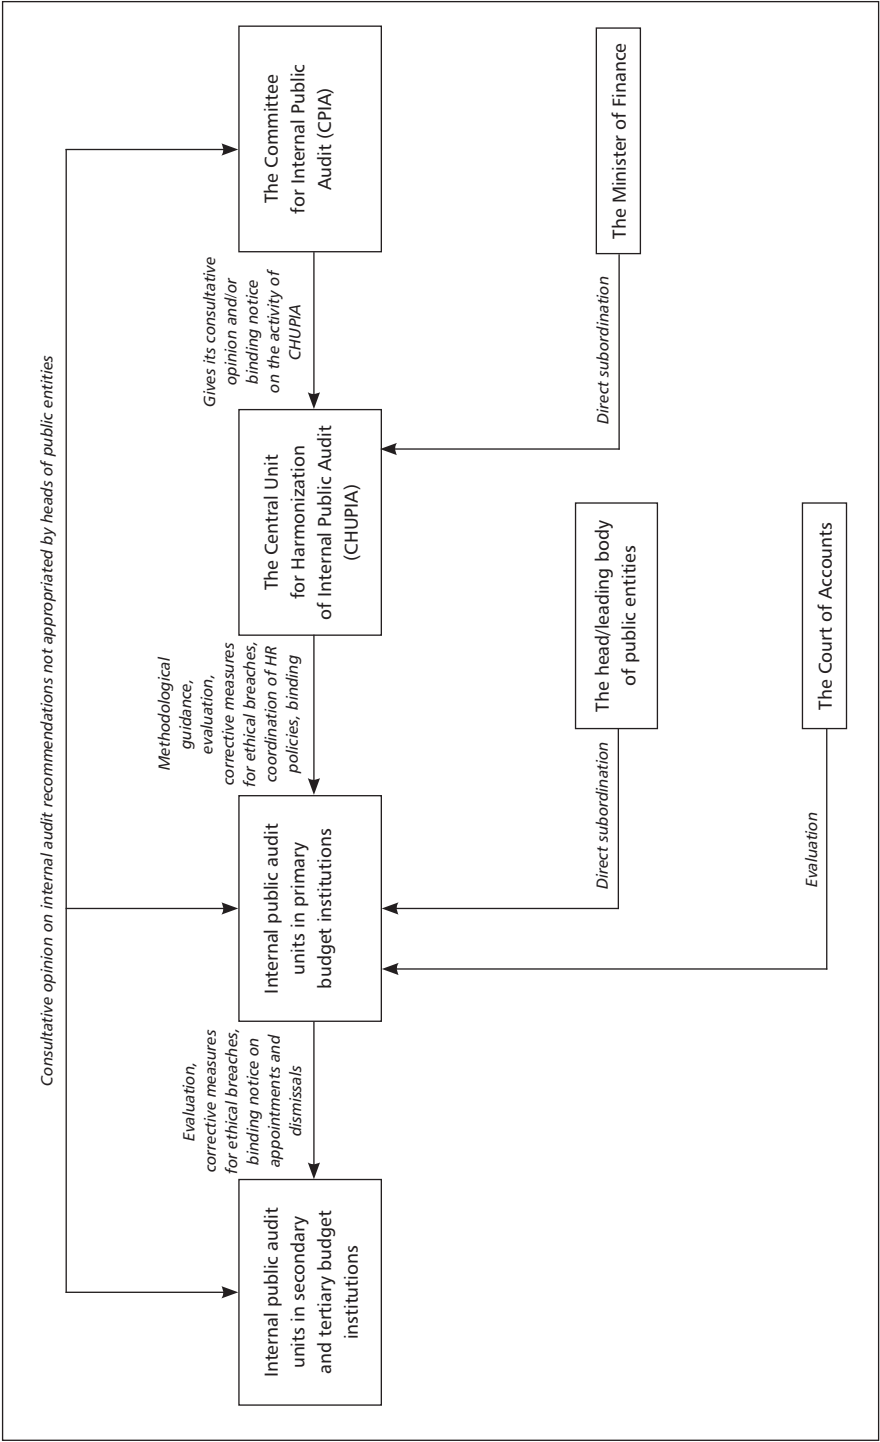 Consultative opinion on internal audit recommendations not appropriated by heads of public entities
Internal public audit
units in secondary
and tertiary budget
institutions
Evaluation,
corrective measures
for ethical breaches,
binding notice on
appointments and
dismissals
Internal public audit
units in primary
budget institutions
Methodological
guidance,
evaluation,
corrective measures
for ethical breaches,
coordination of HR
policies, binding
The Central Unit
for Harmonization
of Internal Public Audit
(CHUPIA)
Gives its consultative
opinion and/or
binding notice
on the activity of
CHUPIA
The Committee
for Internal Public
Audit (CPIA)
Direct subordination
The head/leading body
of public entities
Direct subordination
The Minister of Finance
Evaluation
The Court of Accounts